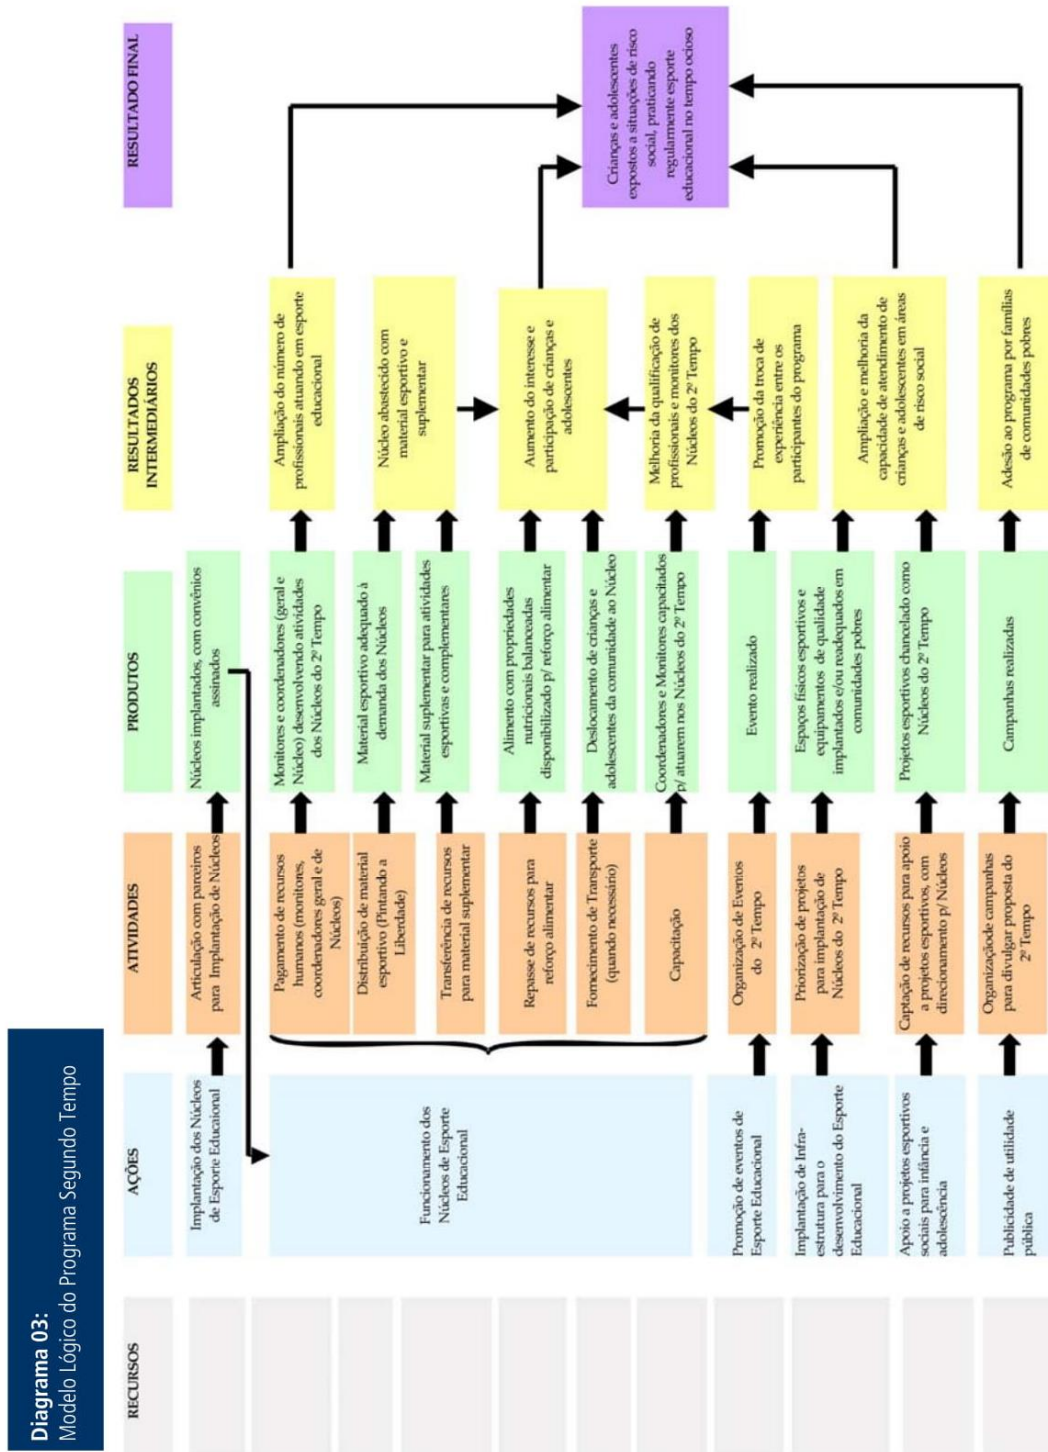 Diagrama 03:
Modelo Lógico do Programa Segundo Tempo
RECURSOS
AÇÕES
ATIVIDADES
PRODUTOS
RESULTADOS
INTERMEDIÁRIOS
RESULTADO FINAL
Implantação dos Núcleos
de Esporte Educaional
Articulação com parceiros
para Implantação de Núcleos
Núcleos implantados, com convênios
assinados
Funcionamento dos
Núcleos de Esporte
Educacional
Pagamento de recursos
humanos (monitores,
coordenadores geral e de
Núcleos)
Monitores e coordenadores (geral e
Núcleo) desenvolvendo atividades
dos Núcleos do 2º Tempo
Ampliação do número de
profissionais atuando em esporte
educacional
Distribuição de material
esportivo (Pintando a
Liberdade)
Material esportivo adequado à
demanda dos Núcleos
Núcleo abastecido com
material esportivo e
suplementar
Transferência de recursos
para material suplementar
Material suplementar para atividades
esportivas e complementares
Repasse de recursos para
reforço alimentar
Alimento com propriedades
nutricionais balanceadas
disponibilizado p/ reforço alimentar
Aumento do interesse e
participação de crianças e
adolescentes
Fornecimento de Transporte
(quando necessário)
Deslocamento de crianças e
adolescentes da comunidade ao Núcleo
Capacitação
Coordenadores e Monitores capacitados
p/ atuarem nos Núcleos do 2º Tempo
Melhoria da qualificação de
profissionais e monitores dos
Núcleos do 2º Tempo
Promoção de eventos de
Esporte Educacional
Organização de Eventos
do 2º Tempo
Evento realizado
Promoção da troca de
experiência entre os
participantes do programa
Implantação de Infra-
estrutura para o
desenvolvimento do Esporte
Educacional
Priorização de projetos
para implantação de
Núcleos do 2º Tempo
Espaços físicos esportivos e
equipamentos de qualidade
implantados e/ou readequados em
comunidades pobres
Ampliação e melhoria da
capacidade de atendimento de
crianças e adolescentes em áreas
de risco social
Apoio a projetos esportivos
sociais para infância e
adolescência
Captação de recursos para apoio
a projetos esportivos, com
direcionamento p/ Núcleos
Projetos esportivos chancelado como
Núcleos do 2º Tempo
Publicidade de utilidade
pública
Organizaçãode campanhas
para divulgar proposta do
2º Tempo
Campanhas realizadas
Adesão ao programa por famílias
de comunidades pobres
Crianças e adolescentes
expostos a situações de risco
social, praticando
regularmente esporte
educacional no tempo ocioso